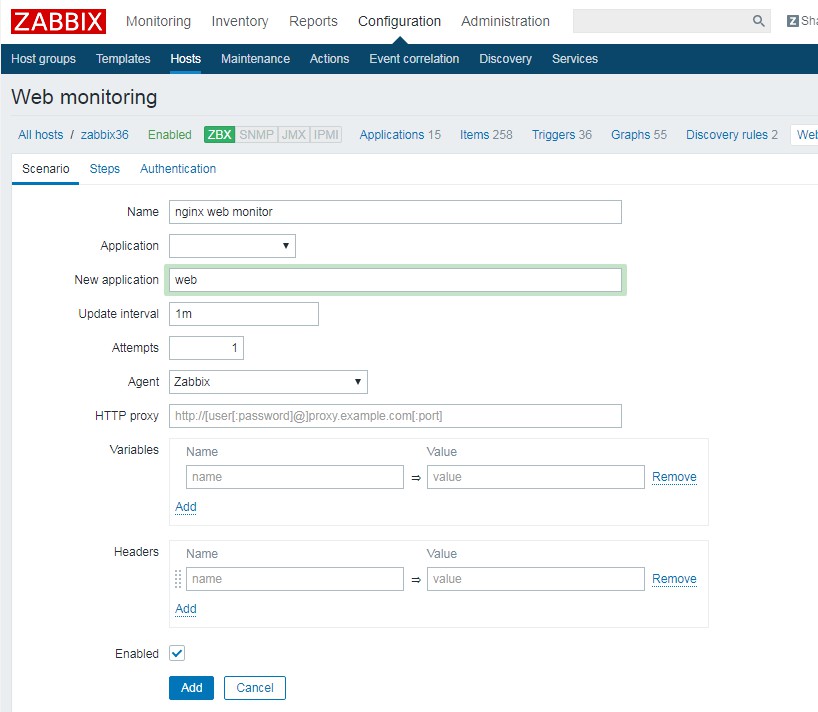 ZABBIX Monitoring Inventory Reports Configuration Administration Z Sha
Host groups Templates Hosts Maintenance Actions Event correlation Discovery Services
Web monitoring
All hosts / zabbix36 Enabled ZBX SNMP JMX IPMI Applications 15 Items 258 Triggers 36 Graphs 55 Discovery rules 2 Web
Scenario Steps Authentication
Name nginx web monitor
Application
New application web
Update interval 1m
Attempts 1
Agent Zabbix
HTTP proxy http://[user[:password]@]proxy.example.com[:port]
Variables Name Value
name ⇒ value Remove
Add
Headers Name Value
name ⇒ value Remove
Add
Enabled
Add Cancel